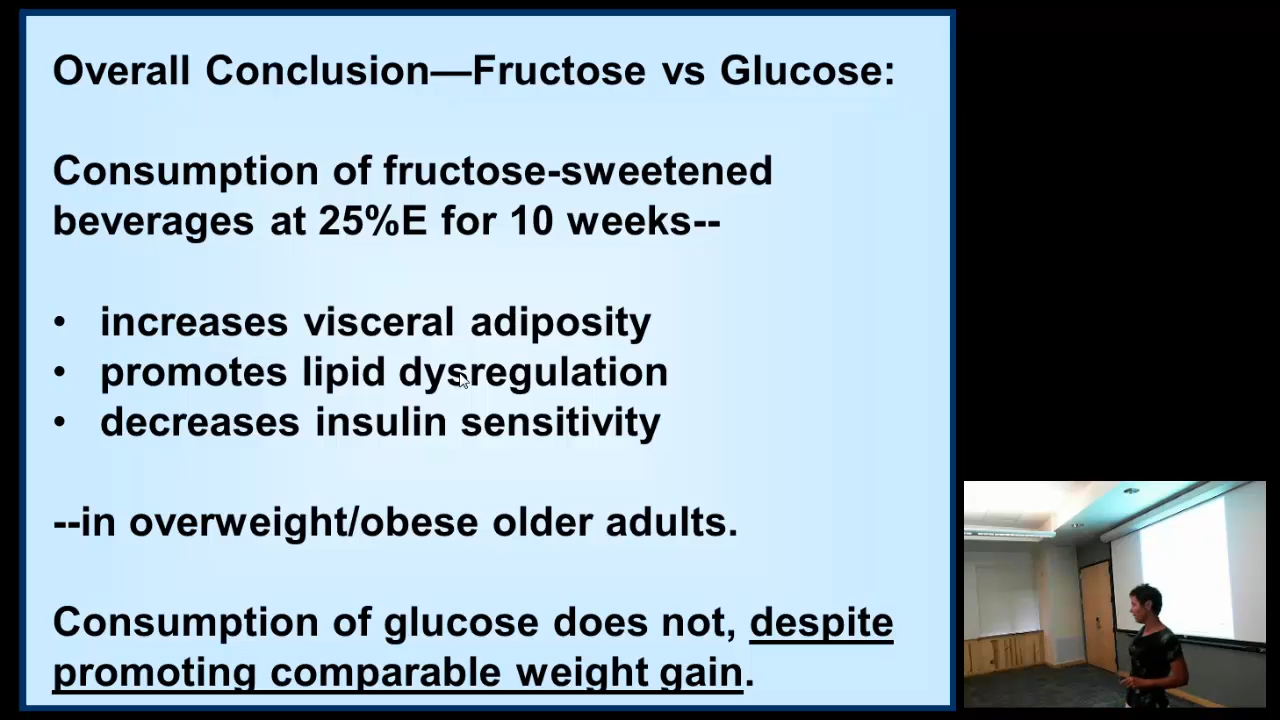 Overall Conclusion—Fructose vs Glucose:
Consumption of fructose-sweetened
beverages at 25%E for 10 weeks--
• increases visceral adiposity
• promotes lipid dysregulation
• decreases insulin sensitivity
--in overweight/obese older adults.
Consumption of glucose does not, despite
promoting comparable weight gain.